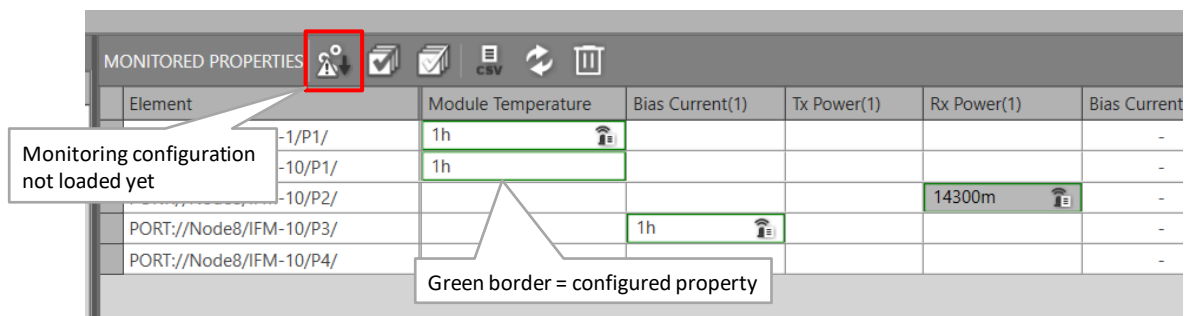 MONITORED PROPERTIES
CSV
Element Module Temperature Bias Current(1) Tx Power(1) Rx Power(1) Bias Current
-1/P1/ 1h -
-10/P1/ 1h -
-10/P2/ 14300m -
PORT://Node8/IFM-10/P3/ 1h -
PORT://Node8/IFM-10/P4/ -
Monitoring configuration
not loaded yet
Green border = configured property